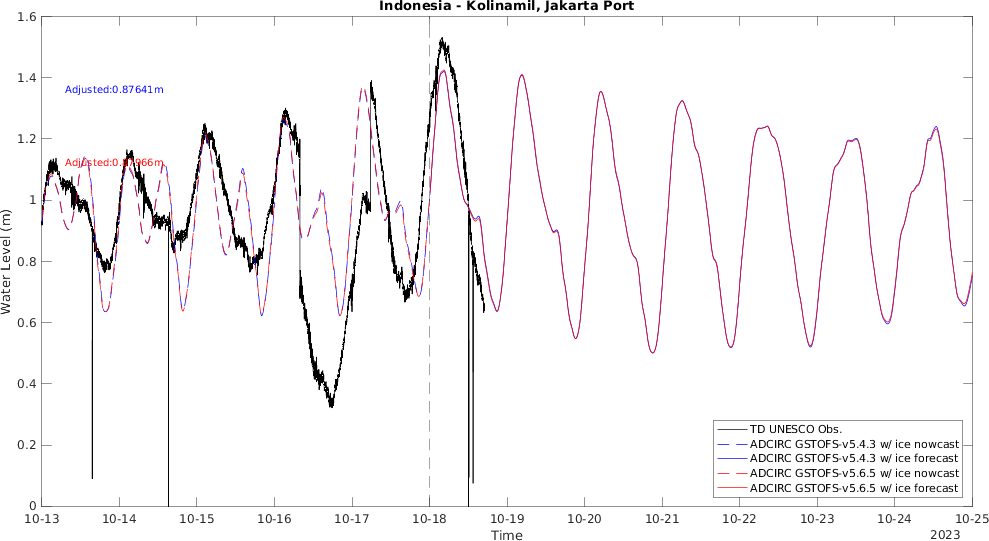 Indonesia - Kolinamil, Jakarta Port
1.6
1.4
1.2
1
0.8
0.6
0.4
0.2
0
Water Level (m)
Adjusted:0.87641m
Adjusted:0.87966m
TD UNESCO Obs.
ADCIRC GSTOFS-v5.4.3 w/ ice nowcast
ADCIRC GSTOFS-v5.4.3 w/ ice forecast
ADCIRC GSTOFS-v5.6.5 w/ ice nowcast
ADCIRC GSTOFS-v5.6.5 w/ ice forecast
10-13 10-14 10-15 10-16 10-17 10-18 10-19 10-20 10-21 10-22 10-23 10-24 10-25
Time
2023